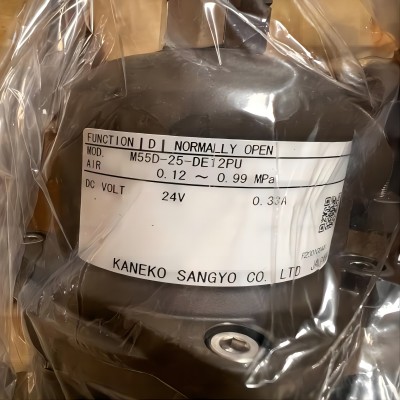 FUNCTION | D | NORMALLY OPEN
MOD. M55D-25-DE12PU
AIR 0.12 ～ 0.99 MPa
DC VOLT 24V 0.33A
KANEKO SANGYO CO. LTD